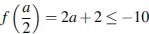 f(a/2) = 2a + 2 ≤ −10